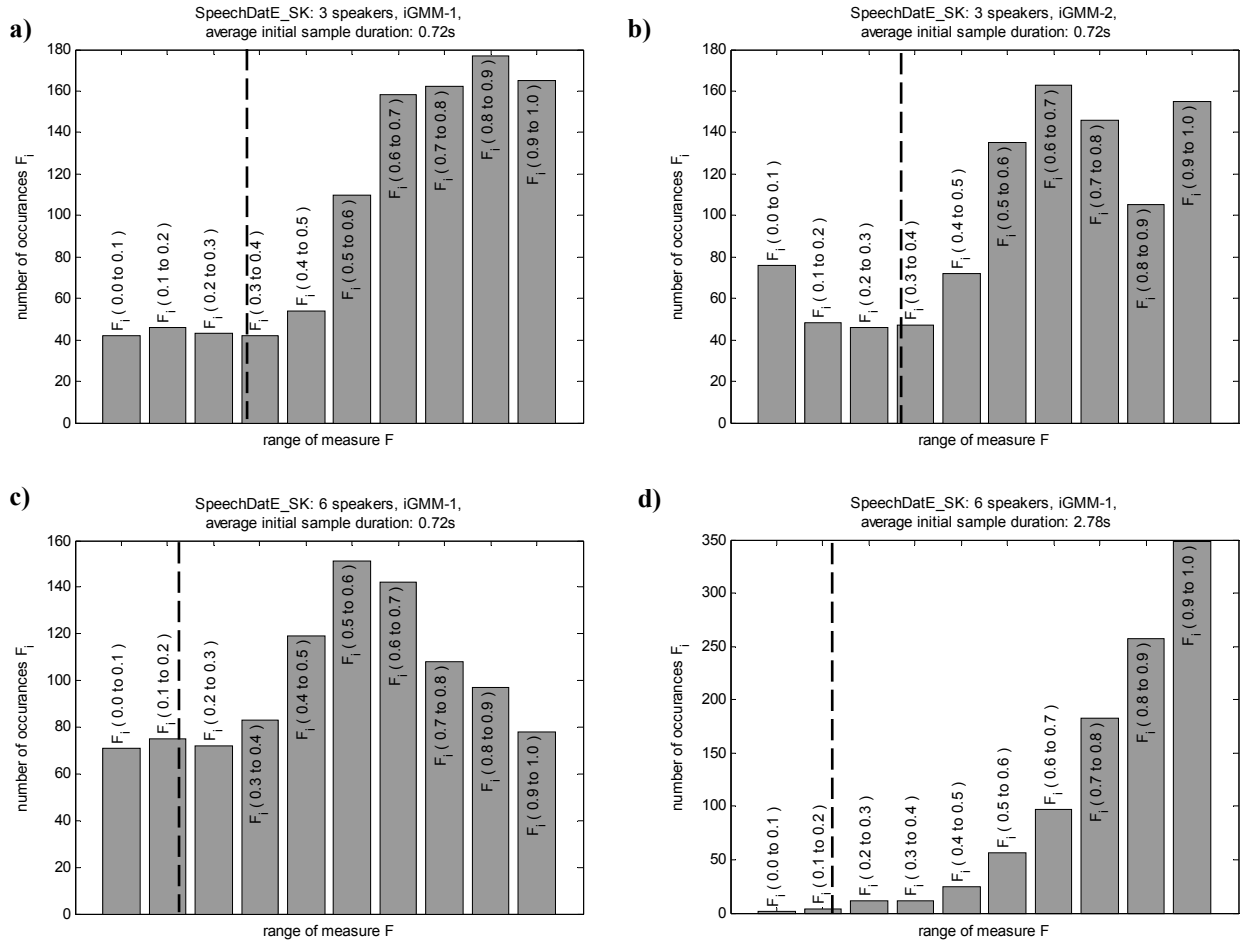 a)
SpeechDatE_SK: 3 speakers, iGMM-1,
average initial sample duration: 0.72s
180
160
140
120
100
80
60
40
20
0
number of occurances F_i
F_i ( 0.0 to 0.1 )
F_i ( 0.1 to 0.2 )
F_i ( 0.2 to 0.3 )
F_i ( 0.3 to 0.4 )
F_i ( 0.4 to 0.5 )
F_i ( 0.5 to 0.6 )
F_i ( 0.6 to 0.7 )
F_i ( 0.7 to 0.8 )
F_i ( 0.8 to 0.9 )
F_i ( 0.9 to 1.0 )
range of measure F
b)
SpeechDatE_SK: 3 speakers, iGMM-2,
average initial sample duration: 0.72s
180
160
140
120
100
80
60
40
20
0
number of occurances F_i
F_i ( 0.0 to 0.1 )
F_i ( 0.1 to 0.2 )
F_i ( 0.2 to 0.3 )
F_i ( 0.3 to 0.4 )
F_i ( 0.4 to 0.5 )
F_i ( 0.5 to 0.6 )
F_i ( 0.6 to 0.7 )
F_i ( 0.7 to 0.8 )
F_i ( 0.8 to 0.9 )
F_i ( 0.9 to 1.0 )
range of measure F
c)
SpeechDatE_SK: 6 speakers, iGMM-1,
average initial sample duration: 0.72s
160
140
120
100
80
60
40
20
0
number of occurances F_i
F_i ( 0.0 to 0.1 )
F_i ( 0.1 to 0.2 )
F_i ( 0.2 to 0.3 )
F_i ( 0.3 to 0.4 )
F_i ( 0.4 to 0.5 )
F_i ( 0.5 to 0.6 )
F_i ( 0.6 to 0.7 )
F_i ( 0.7 to 0.8 )
F_i ( 0.8 to 0.9 )
F_i ( 0.9 to 1.0 )
range of measure F
d)
SpeechDatE_SK: 6 speakers, iGMM-1,
average initial sample duration: 2.78s
350
300
250
200
150
100
50
0
number of occurances F_i
F_i ( 0.0 to 0.1 )
F_i ( 0.1 to 0.2 )
F_i ( 0.2 to 0.3 )
F_i ( 0.3 to 0.4 )
F_i ( 0.4 to 0.5 )
F_i ( 0.5 to 0.6 )
F_i ( 0.6 to 0.7 )
F_i ( 0.7 to 0.8 )
F_i ( 0.8 to 0.9 )
F_i ( 0.9 to 1.0 )
range of measure F